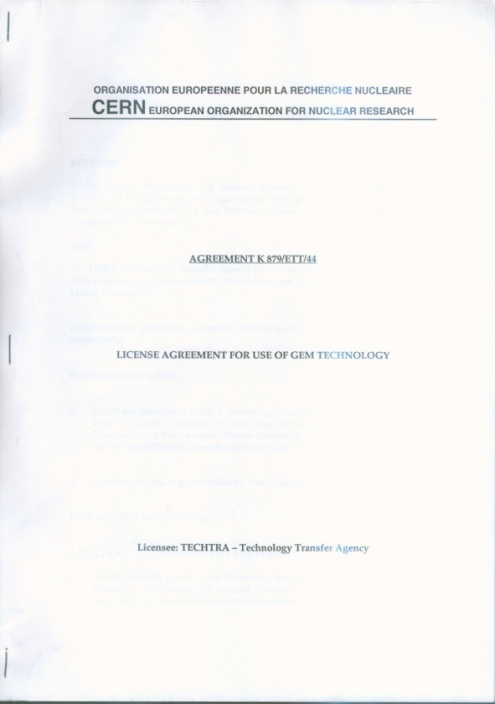 ORGANISATION EUROPEENNE POUR LA RECHERCHE NUCLEAIRE
CERN EUROPEAN ORGANIZATION FOR NUCLEAR RESEARCH
AGREEMENT K 879/ETT/44
LICENSE AGREEMENT FOR USE OF GEM TECHNOLOGY
Licensee: TECHTRA – Technology Transfer Agency